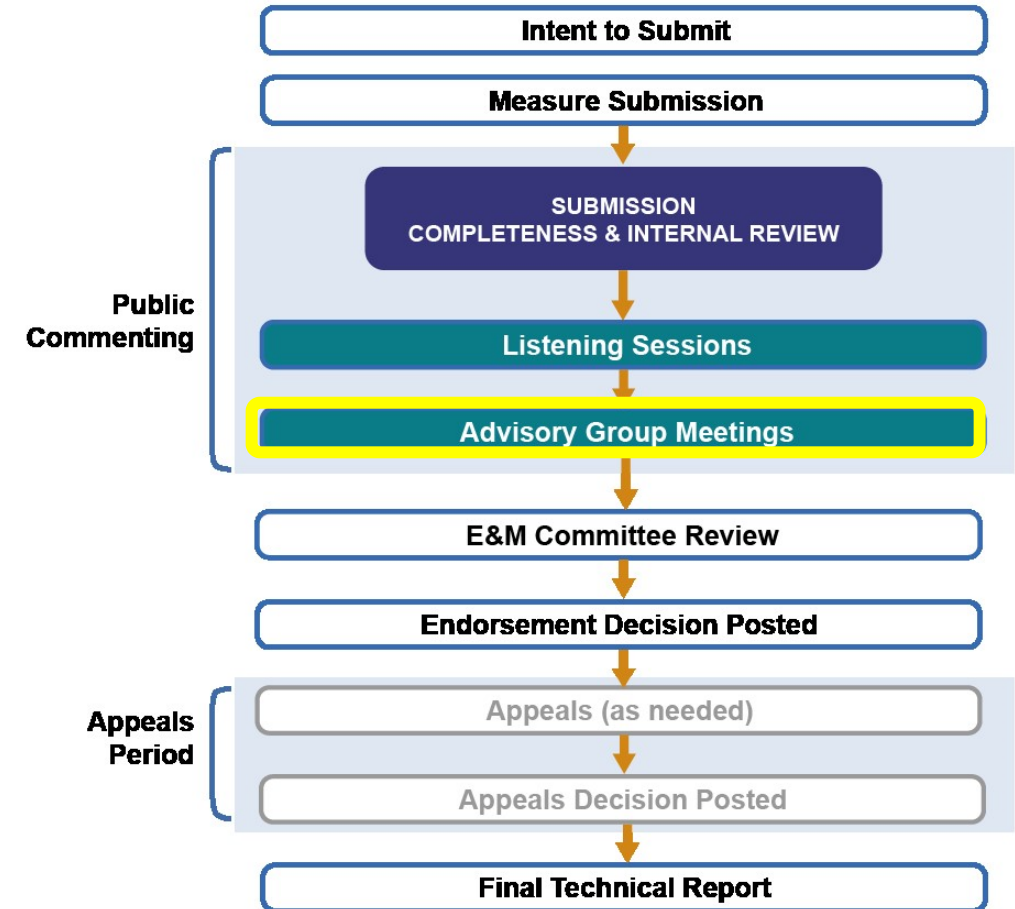 Intent to Submit
Measure Submission
SUBMISSION
COMPLETENESS & INTERNAL REVIEW
Public
Commenting
Listening Sessions
Advisory Group Meetings
E&M Committee Review
Endorsement Decision Posted
Appeals
Period
Appeals (as needed)
Appeals Decision Posted
Final Technical Report